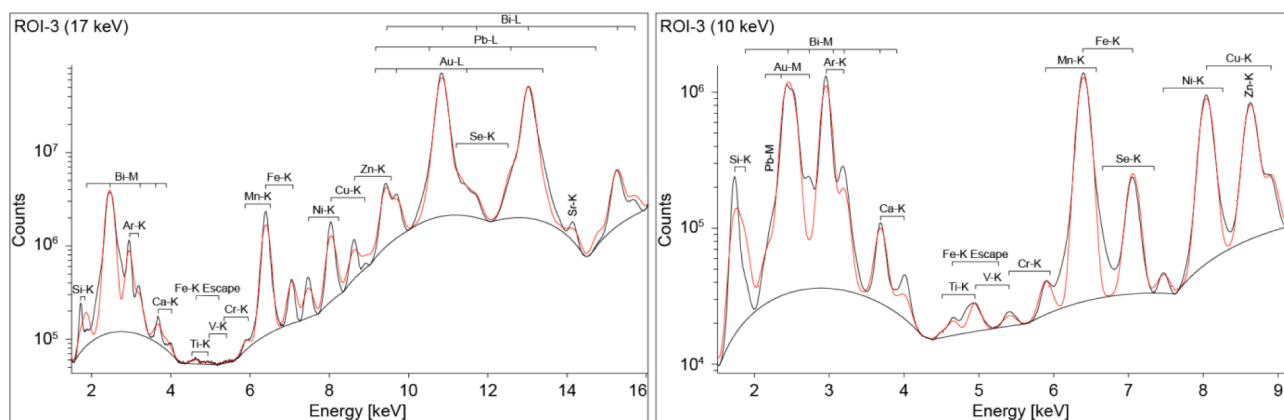 ROI-3 (17 keV)
Bi-L
Pb-L
Au-L
Se-K
Bi-M
Ar-K
Si-K
Ca-K
Fe-K Escape
V-K
Ti-K
Cr-K
Mn-K
Fe-K
Ni-K
Cu-K
Zn-K
Sr-K
Counts
10⁷
10⁶
10⁵
2 4 6 8 10 12 14 16
Energy [keV]
ROI-3 (10 keV)
Bi-M
Au-M
Ar-K
Si-K
Pb-M
Ca-K
Fe-K Escape
V-K
Ti-K
Cr-K
Fe-K
Mn-K
Se-K
Ni-K
Cu-K
Zn-K
Counts
10⁶
10⁵
10⁴
2 3 4 5 6 7 8 9
Energy [keV]